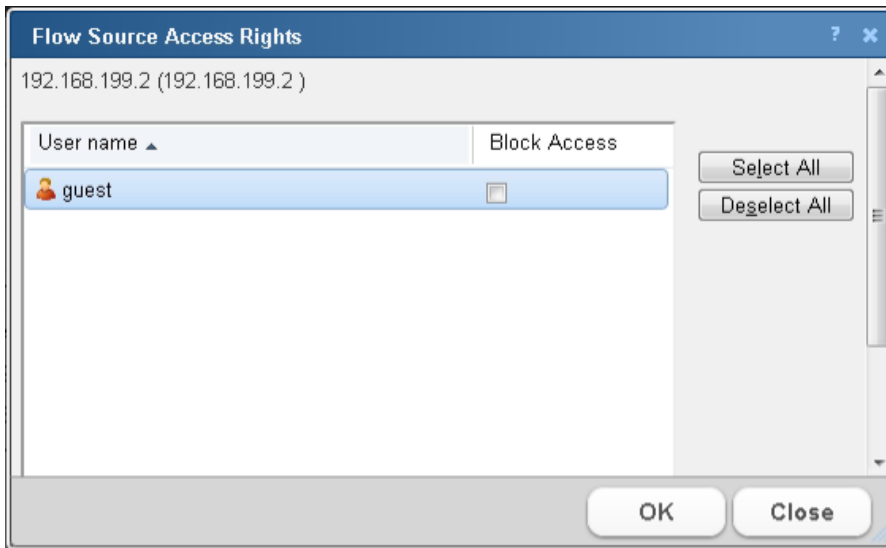 Flow Source Access Rights ?
192.168.199.2 (192.168.199.2 )
User name Block Access
Select All
guest
Deselect All
OK Close